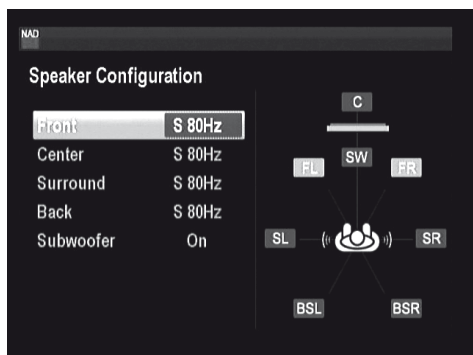 NAD
Speaker Configuration
Front S 80Hz
Center S 80Hz
Surround S 80Hz
Back S 80Hz
Subwoofer On
C
SW
FL FR
SL SR
BSL BSR